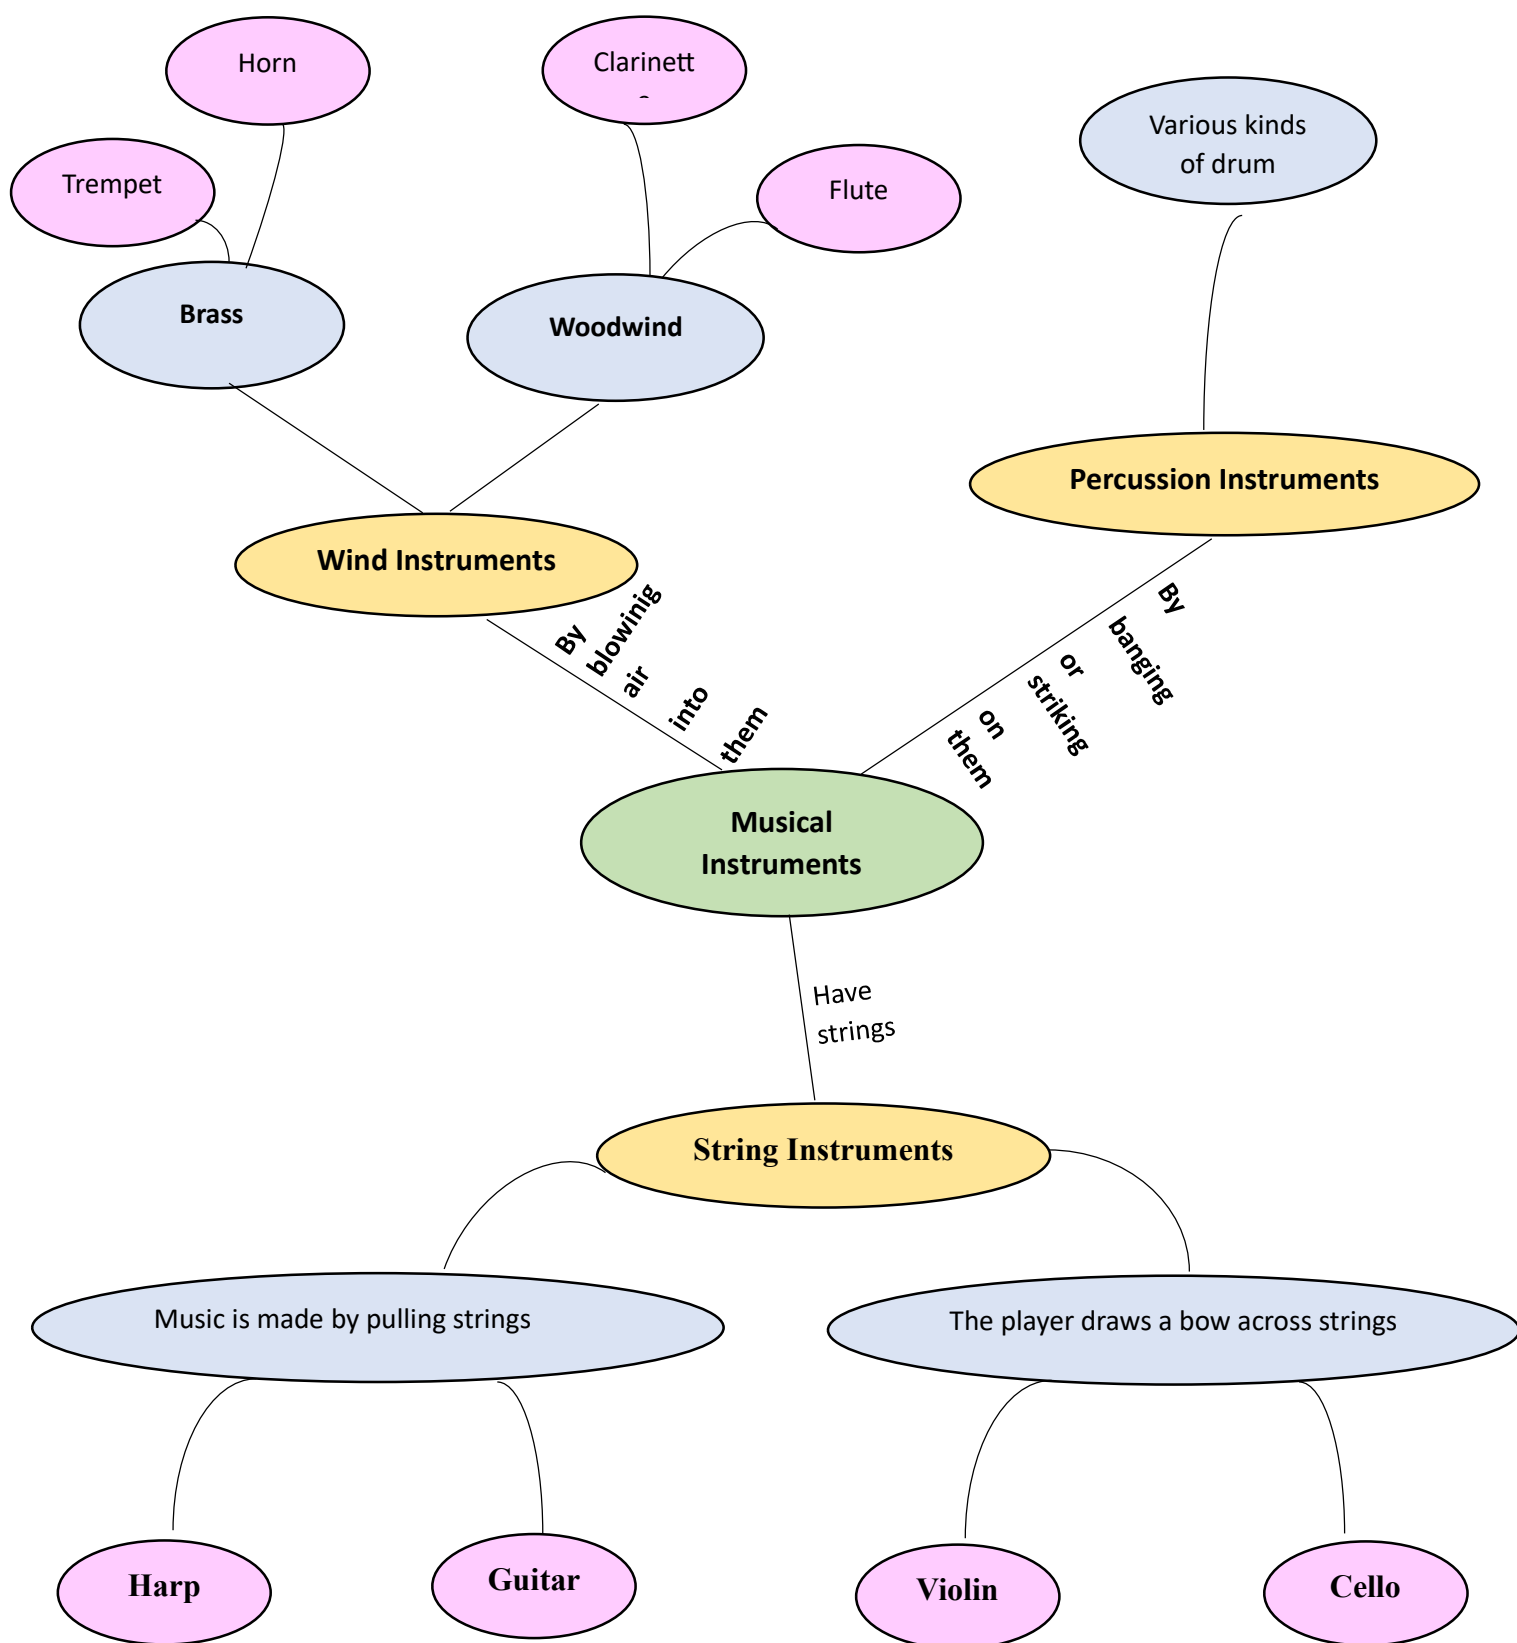 Horn
Clarinett
Various kinds
of drum
Trempet
Flute
Brass
Woodwind
Percussion Instruments
Wind Instruments
By
blowinig
air
into
them
By
banging
or
striking
on
them
Musical
Instruments
Have
strings
String Instruments
Music is made by pulling strings
The player draws a bow across strings
Harp
Guitar
Violin
Cello